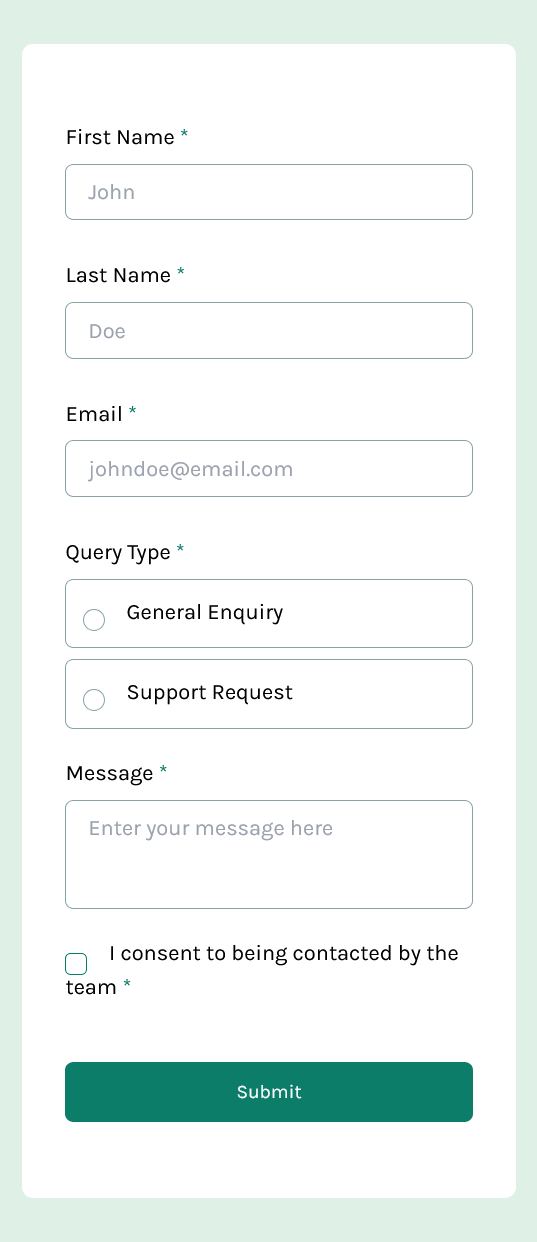 First Name *
John
Last Name *
Doe
Email *
johndoe@email.com
Query Type *
General Enquiry
Support Request
Message *
Enter your message here
I consent to being contacted by the
team *
Submit